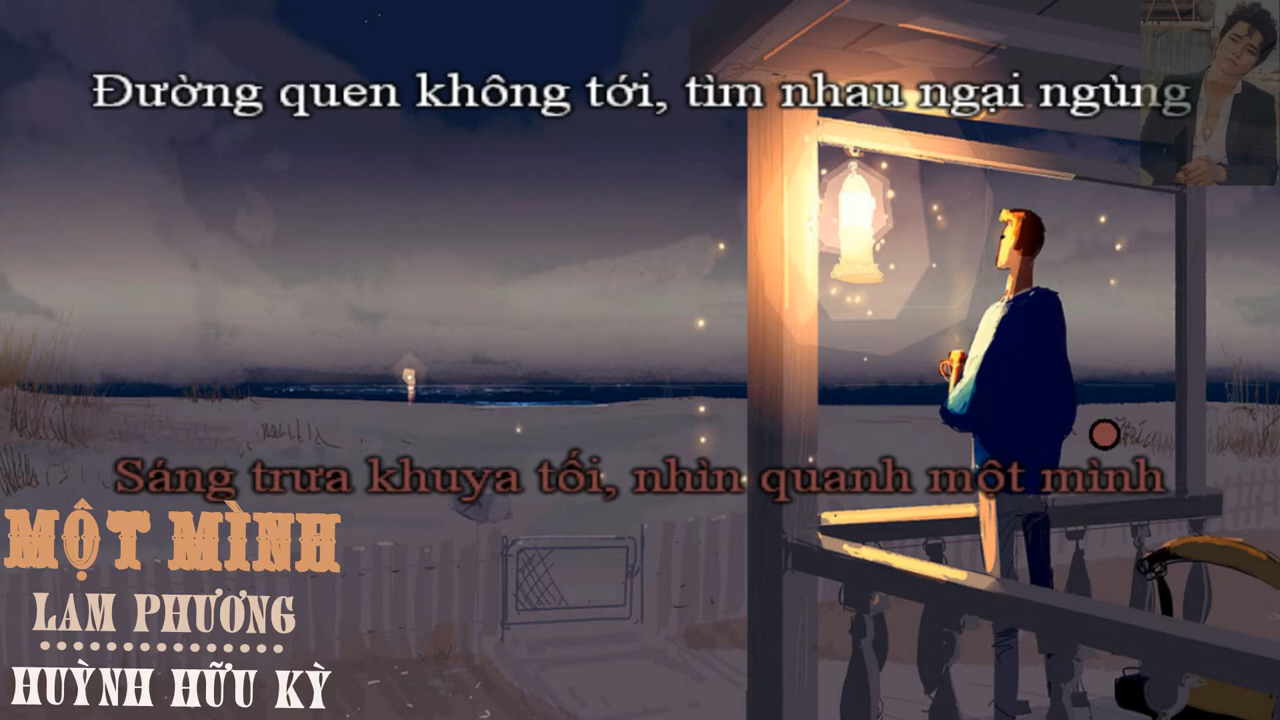 Đường quen không tới, tìm nhau ngại ngùng
Sáng trưa khuya tối, nhìn quanh một mình
MỘT MÌNH
LAM PHƯƠNG
HUỲNH HỮU KỲ